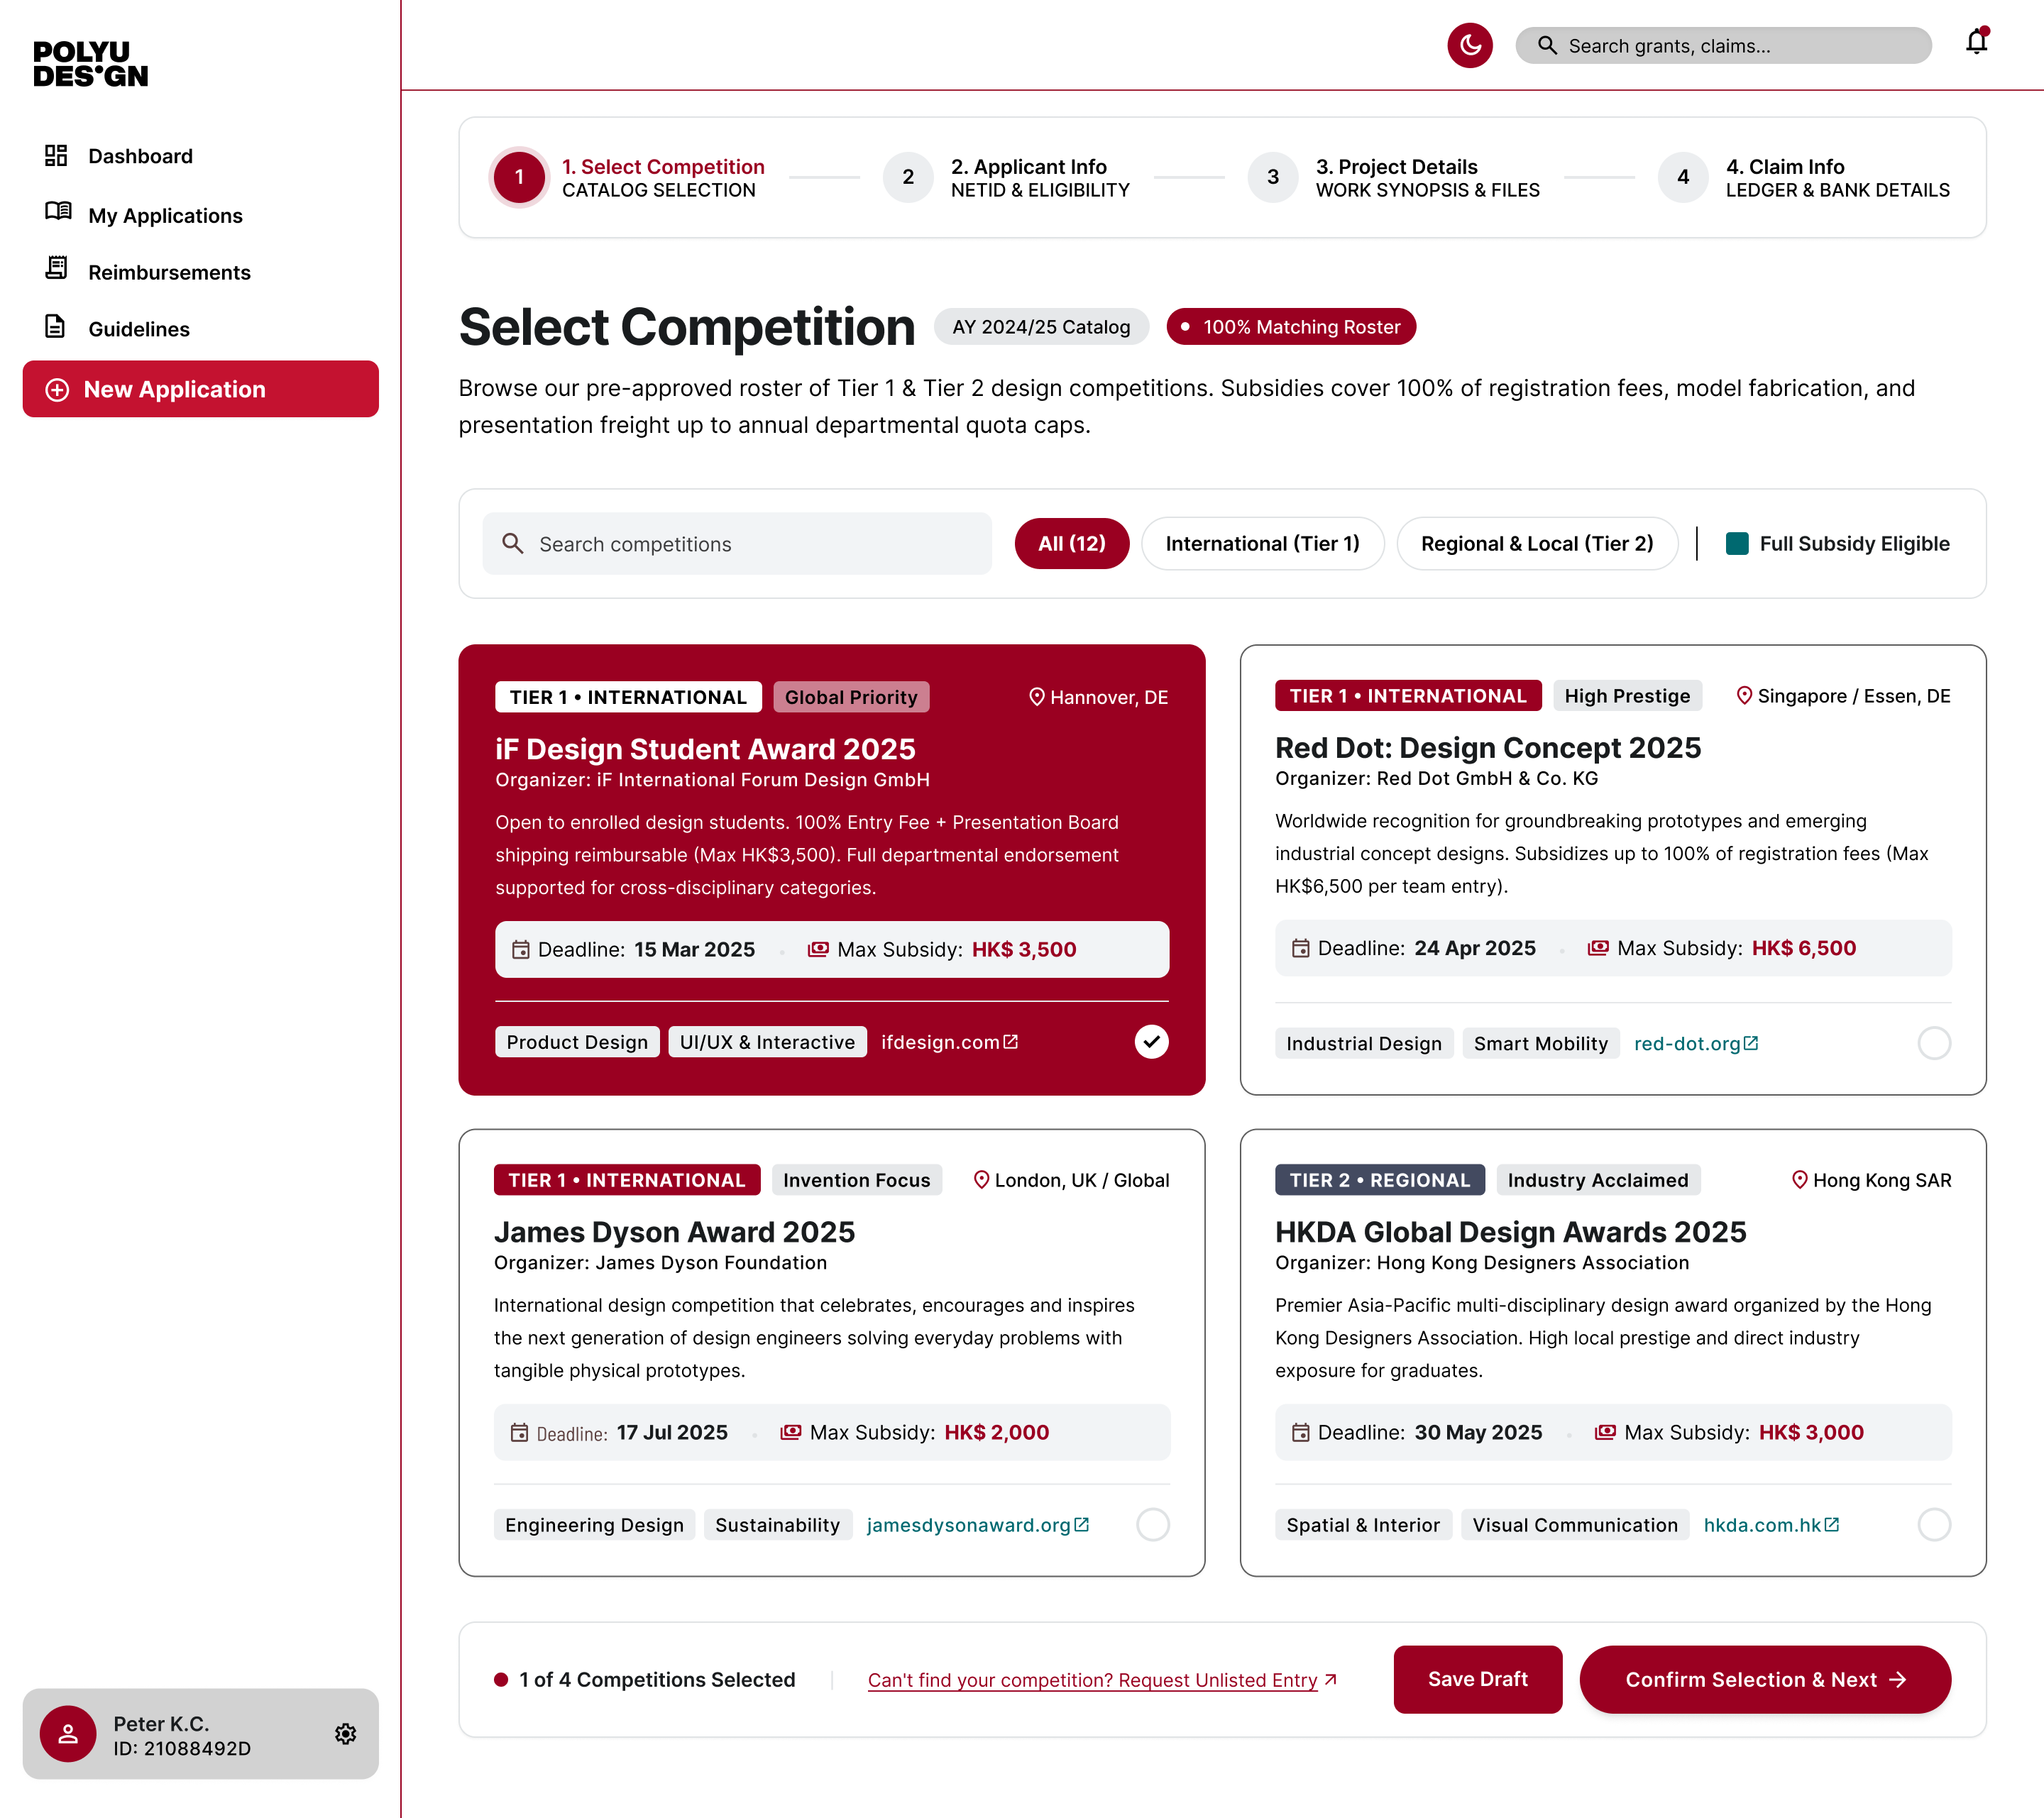 POLYU
DES•GN
Dashboard
My Applications
Reimbursements
Guidelines
New Application
Peter K.C.
ID: 21088492D
Search grants, claims...
1
1. Select Competition
CATALOG SELECTION
2
2. Applicant Info
NETID & ELIGIBILITY
3
3. Project Details
WORK SYNOPSIS & FILES
4
4. Claim Info
LEDGER & BANK DETAILS
Select Competition
AY 2024/25 Catalog
100% Matching Roster
Browse our pre-approved roster of Tier 1 & Tier 2 design competitions. Subsidies cover 100% of registration fees, model fabrication, and
presentation freight up to annual departmental quota caps.
Search competitions
All (12)
International (Tier 1)
Regional & Local (Tier 2)
Full Subsidy Eligible
TIER 1 • INTERNATIONAL
Global Priority
Hannover, DE
iF Design Student Award 2025
Organizer: iF International Forum Design GmbH
Open to enrolled design students. 100% Entry Fee + Presentation Board
shipping reimbursable (Max HK$3,500). Full departmental endorsement
supported for cross-disciplinary categories.
Deadline: 15 Mar 2025 • Max Subsidy: HK$ 3,500
Product Design
UI/UX & Interactive
ifdesign.com
TIER 1 • INTERNATIONAL
High Prestige
Singapore / Essen, DE
Red Dot: Design Concept 2025
Organizer: Red Dot GmbH & Co. KG
Worldwide recognition for groundbreaking prototypes and emerging
industrial concept designs. Subsidizes up to 100% of registration fees (Max
HK$6,500 per team entry).
Deadline: 24 Apr 2025 • Max Subsidy: HK$ 6,500
Industrial Design
Smart Mobility
red-dot.org
TIER 1 • INTERNATIONAL
Invention Focus
London, UK / Global
James Dyson Award 2025
Organizer: James Dyson Foundation
International design competition that celebrates, encourages and inspires
the next generation of design engineers solving everyday problems with
tangible physical prototypes.
Deadline: 17 Jul 2025 • Max Subsidy: HK$ 2,000
Engineering Design
Sustainability
jamesdysonaward.org
TIER 2 • REGIONAL
Industry Acclaimed
Hong Kong SAR
HKDA Global Design Awards 2025
Organizer: Hong Kong Designers Association
Premier Asia-Pacific multi-disciplinary design award organized by the Hong
Kong Designers Association. High local prestige and direct industry
exposure for graduates.
Deadline: 30 May 2025 • Max Subsidy: HK$ 3,000
Spatial & Interior
Visual Communication
hkda.com.hk
1 of 4 Competitions Selected
Can't find your competition? Request Unlisted Entry
Save Draft
Confirm Selection & Next →